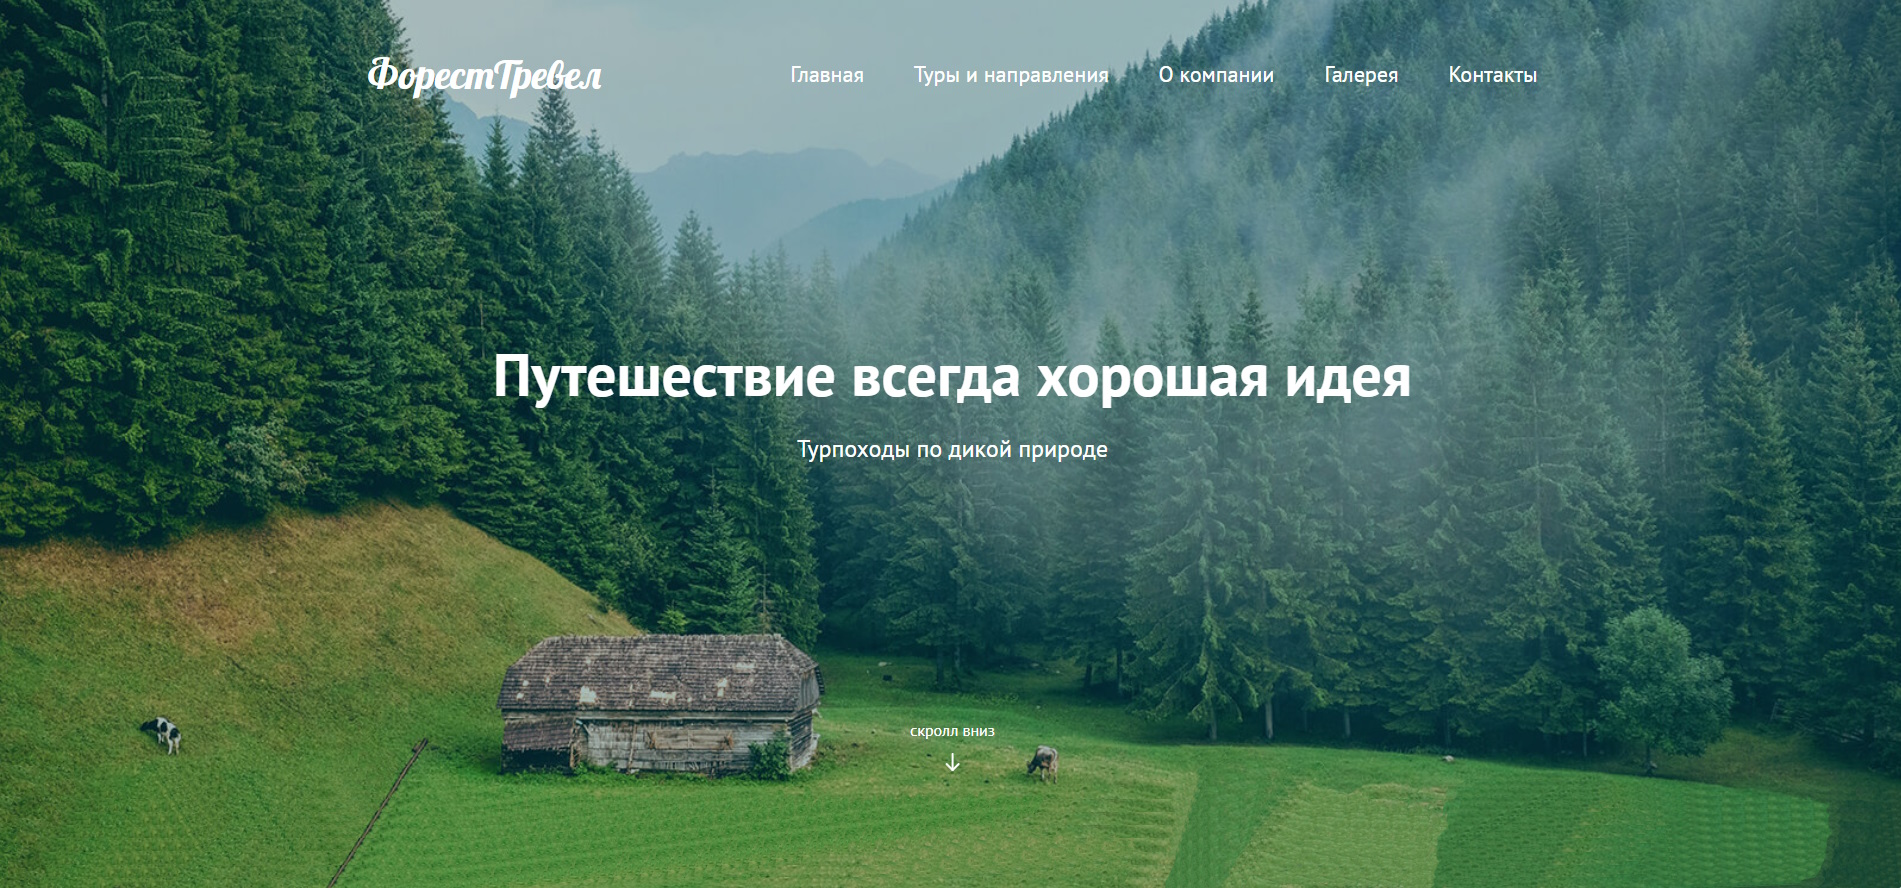 ФорестТревел
Главная Туры и направления О компании Галерея Контакты
Путешествие всегда хорошая идея
Турпоходы по дикой природе
скролл вниз